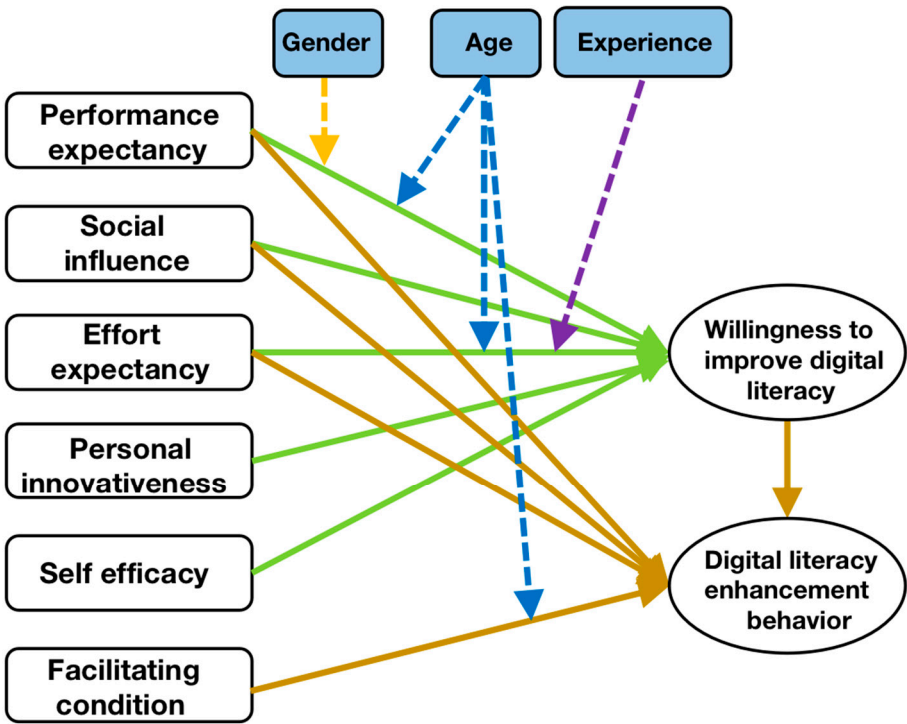 Gender
Age
Experience
Performance
expectancy
Social
influence
Effort
expectancy
Personal
innovativeness
Self efficacy
Facilitating
condition
Willingness to
improve digital
literacy
Digital literacy
enhancement
behavior